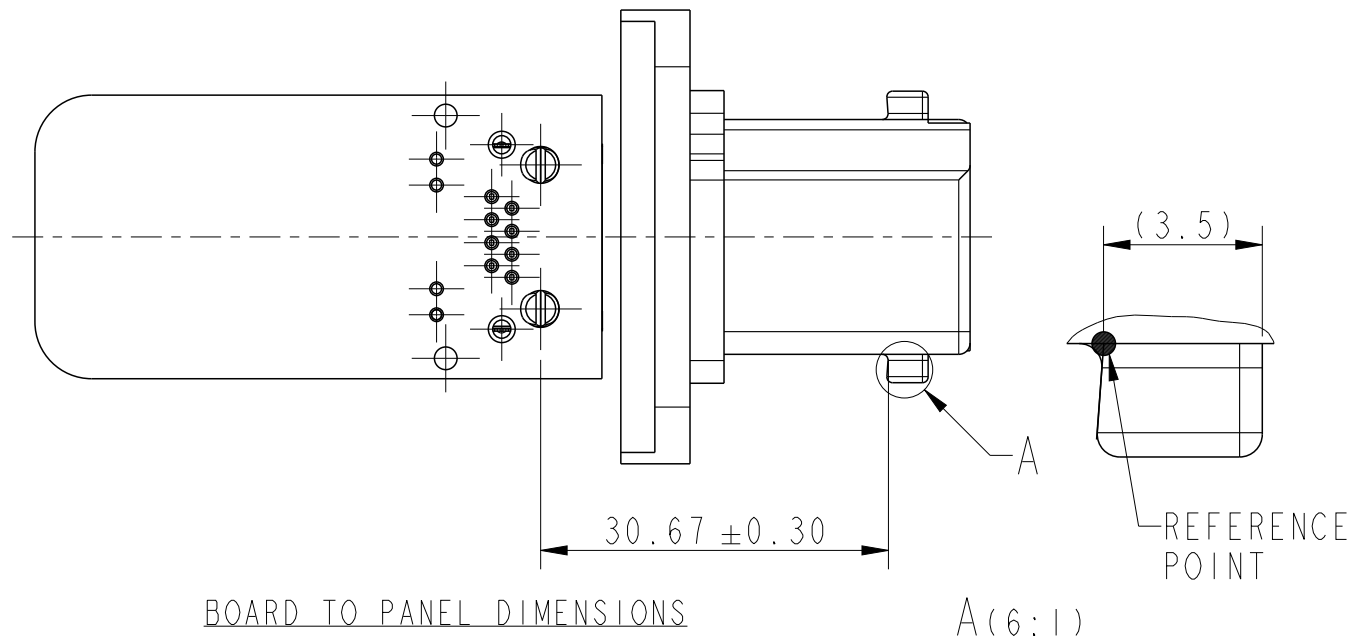 (3.5)
A
30.67 ±0.30
REFERENCE
POINT
BOARD TO PANEL DIMENSIONS
A(6:1)